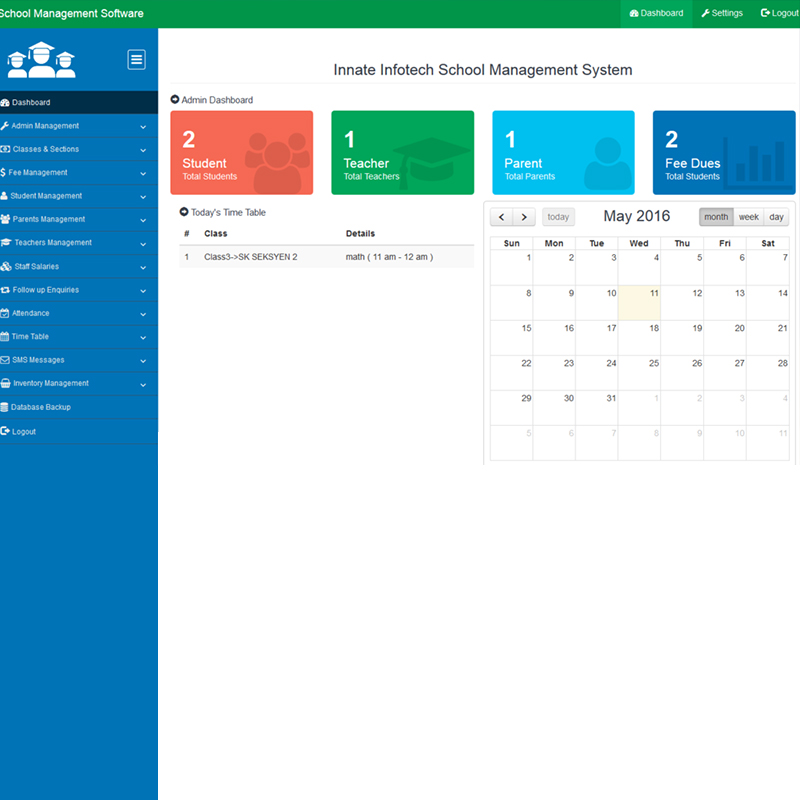 School Management Software
Dashboard Settings Logout
Innate Infotech School Management System
Dashboard
Admin Management
Classes & Sections
Fee Management
Student Management
Parents Management
Teachers Management
Staff Salaries
Follow up Enquiries
Attendance
Time Table
SMS Messages
Inventory Management
Database Backup
Logout
Admin Dashboard
2
Student
Total Students
1
Teacher
Total Teachers
1
Parent
Total Parents
2
Fee Dues
Total Students
Today's Time Table
# Class Details
1 Class3->SK SEKSYEN 2 math ( 11 am - 12 am )
today May 2016 month week day
Sun Mon Tue Wed Thu Fri Sat
1 2 3 4 5 6 7
8 9 10 11 12 13 14
15 16 17 18 19 20 21
22 23 24 25 26 27 28
29 30 31 1 2 3 4
5 6 7 8 9 10 11